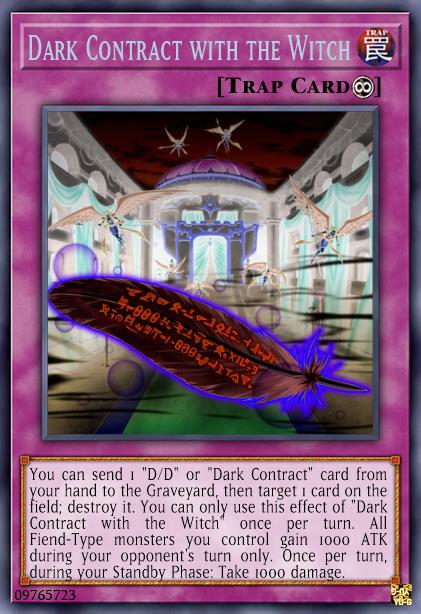 DARK CONTRACT WITH THE WITCH
TRAP
罠
[TRAP CARD♾]
You can send 1 "D/D" or "Dark Contract" card from
your hand to the Graveyard, then target 1 card on the
field; destroy it. You can only use this effect of "Dark
Contract with the Witch" once per turn. All
Fiend-Type monsters you control gain 1000 ATK
during your opponent's turn only. Once per turn,
during your Standby Phase: Take 1000 damage.
09765723